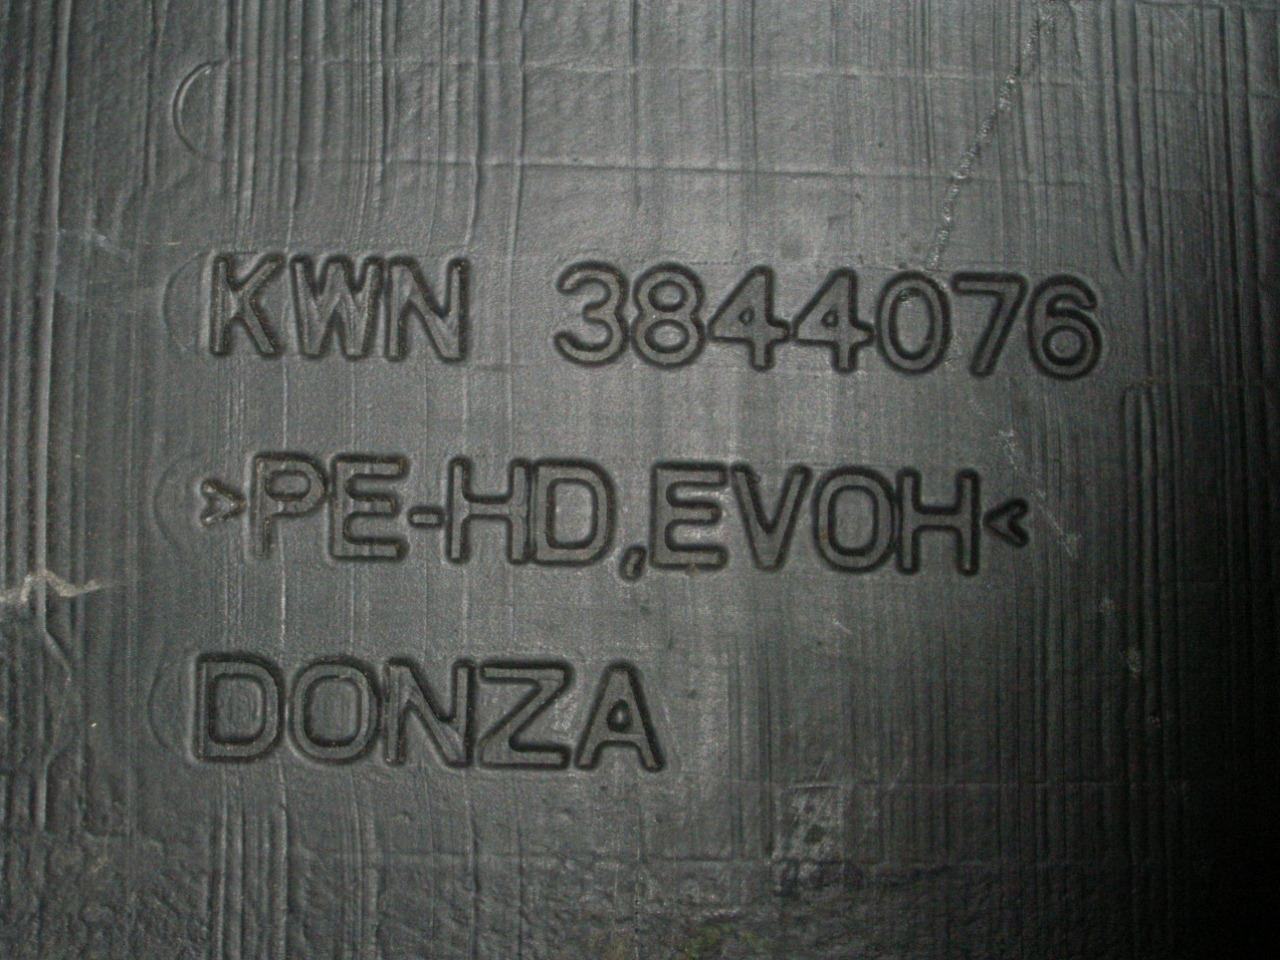 KWN 3844076
>PE-HD,EVOH<
DONZA